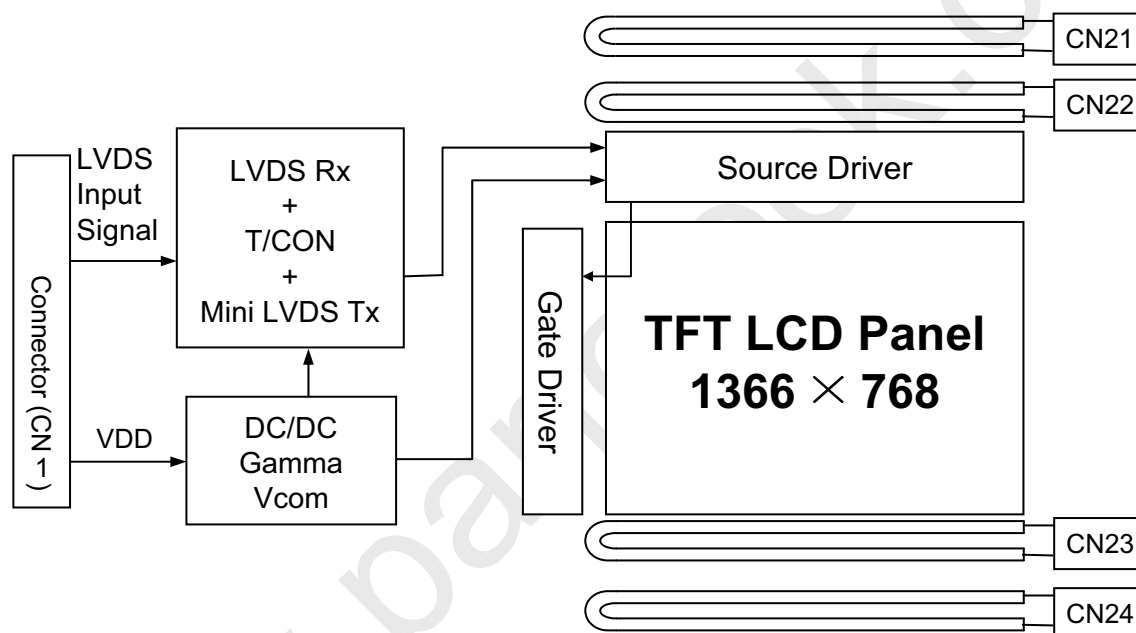 CN21
CN22
LVDS
Input
Signal
LVDS Rx
+
T/CON
+
Mini LVDS Tx
Source Driver
Connector (CN1)
Gate Driver
TFT LCD Panel
1366 × 768
VDD
DC/DC
Gamma
Vcom
CN23
CN24